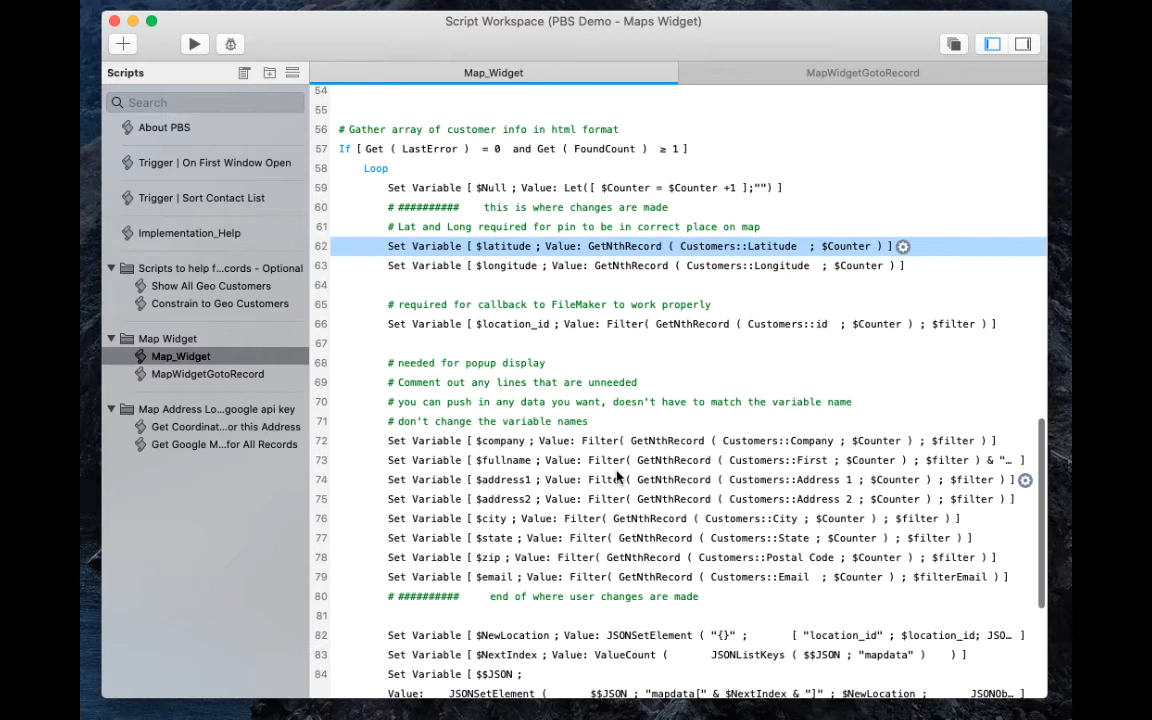 Script Workspace (PBS Demo - Maps Widget)
Scripts
Map_Widget
MapWidgetGotoRecord
Search
About PBS
Trigger | On First Window Open
Trigger | Sort Contact List
Implementation_Help
Scripts to help f...cords - Optional
Show All Geo Customers
Constrain to Geo Customers
Map Widget
Map_Widget
MapWidgetGotoRecord
Map Address Lo...google api key
Get Coordinat...or this Address
Get Google M...for All Records
54
55
56 # Gather array of customer info in html format
57 If [ Get ( LastError ) = 0 and Get ( FoundCount ) ≥ 1 ]
58 Loop
59 Set Variable [ $Null ; Value: Let([ $Counter = $Counter +1 ];"") ]
60 # ########## this is where changes are made
61 # Lat and Long required for pin to be in correct place on map
62 Set Variable [ $latitude ; Value: GetNthRecord ( Customers::Latitude ; $Counter ) ]
63 Set Variable [ $longitude ; Value: GetNthRecord ( Customers::Longitude ; $Counter ) ]
64
65 # required for callback to FileMaker to work properly
66 Set Variable [ $location_id ; Value: Filter( GetNthRecord ( Customers::id ; $Counter ) ; $filter ) ]
67
68 # needed for popup display
69 # Comment out any lines that are unneeded
70 # you can push in any data you want, doesn't have to match the variable name
71 # don't change the variable names
72 Set Variable [ $company ; Value: Filter( GetNthRecord ( Customers::Company ; $Counter ) ; $filter ) ]
73 Set Variable [ $fullname ; Value: Filter( GetNthRecord ( Customers::First ; $Counter ) ; $filter ) & "... ]
74 Set Variable [ $address1 ; Value: Filter( GetNthRecord ( Customers::Address 1 ; $Counter ) ; $filter ) ]
75 Set Variable [ $address2 ; Value: Filter( GetNthRecord ( Customers::Address 2 ; $Counter ) ; $filter ) ]
76 Set Variable [ $city ; Value: Filter( GetNthRecord ( Customers::City ; $Counter ) ; $filter ) ]
77 Set Variable [ $state ; Value: Filter( GetNthRecord ( Customers::State ; $Counter ) ; $filter ) ]
78 Set Variable [ $zip ; Value: Filter( GetNthRecord ( Customers::Postal Code ; $Counter ) ; $filter ) ]
79 Set Variable [ $email ; Value: Filter( GetNthRecord ( Customers::Email ; $Counter ) ; $filterEmail ) ]
80 # ########## end of where user changes are made
81
82 Set Variable [ $NewLocation ; Value: JSONSetElement ( "{}" ; [ "location_id" ; $location_id; JSO... ]
83 Set Variable [ $NextIndex ; Value: ValueCount ( JSONListKeys ( $$JSON ; "mapdata" ) ) ]
84 Set Variable [ $$JSON ;
Value: JSONSetElement ( $$JSON ; "mapdata[" & $NextIndex & "]" ; $NewLocation ; JSONOb... ]